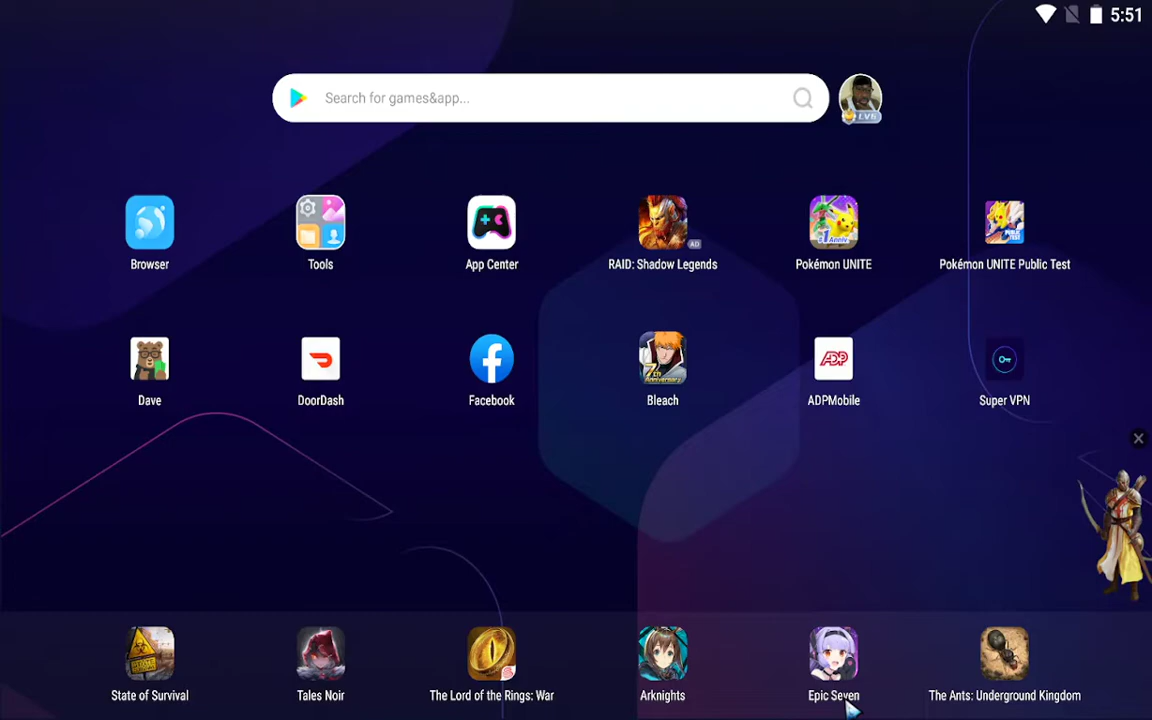 5:51
Search for games&app...
LV6
AD
Browser
Tools
App Center
RAID: Shadow Legends
Pokémon UNITE
Pokémon UNITE Public Test
Dave
DoorDash
Facebook
Bleach
ADPMobile
Super VPN
State of Survival
Tales Noir
The Lord of the Rings: War
Arknights
Epic Seven
The Ants: Underground Kingdom